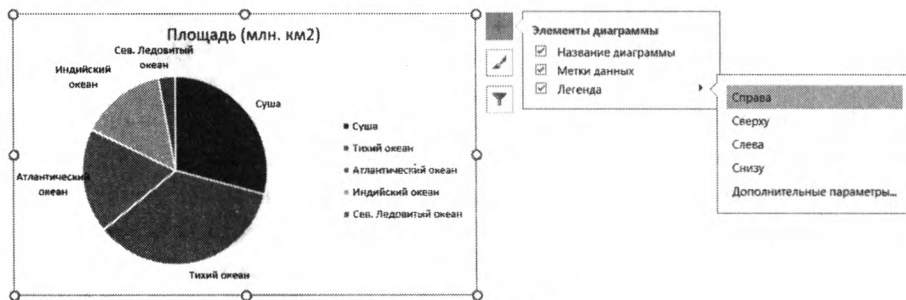 Площадь (млн. км2)
Сев. Ледовитый
океан
Индийский
океан
Суша
Атлантический
океан
Тихий океан
Суша
Тихий океан
Атлантический океан
Индийский океан
Сев. Ледовитый океан
Элементы диаграммы
Название диаграммы
Метки данных
Легенда
Справа
Сверху
Слева
Снизу
Дополнительные параметры...